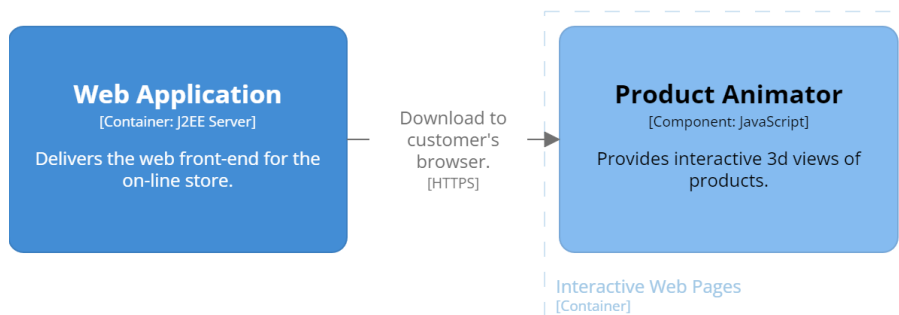 Web Application
[Container: J2EE Server]
Delivers the web front-end for the
on-line store.
Download to
customer's
browser.
[HTTPS]
Product Animator
[Component: JavaScript]
Provides interactive 3d views of
products.
Interactive Web Pages
[Container]